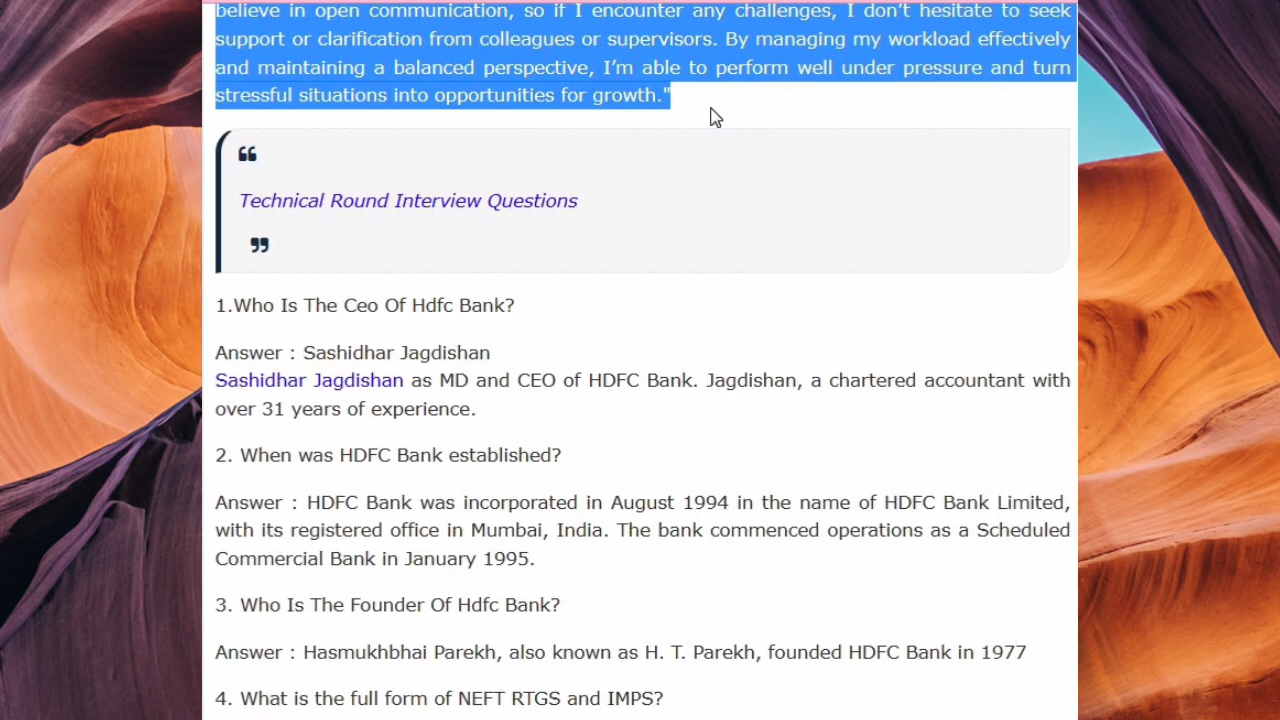 believe in open communication, so if I encounter any challenges, I don’t hesitate to seek
support or clarification from colleagues or supervisors. By managing my workload effectively
and maintaining a balanced perspective, I’m able to perform well under pressure and turn
stressful situations into opportunities for growth."
“
Technical Round Interview Questions
”
1.Who Is The Ceo Of Hdfc Bank?
Answer : Sashidhar Jagdishan
Sashidhar Jagdishan as MD and CEO of HDFC Bank. Jagdishan, a chartered accountant with
over 31 years of experience.
2. When was HDFC Bank established?
Answer : HDFC Bank was incorporated in August 1994 in the name of HDFC Bank Limited,
with its registered office in Mumbai, India. The bank commenced operations as a Scheduled
Commercial Bank in January 1995.
3. Who Is The Founder Of Hdfc Bank?
Answer : Hasmukhbhai Parekh, also known as H. T. Parekh, founded HDFC Bank in 1977
4. What is the full form of NEFT RTGS and IMPS?